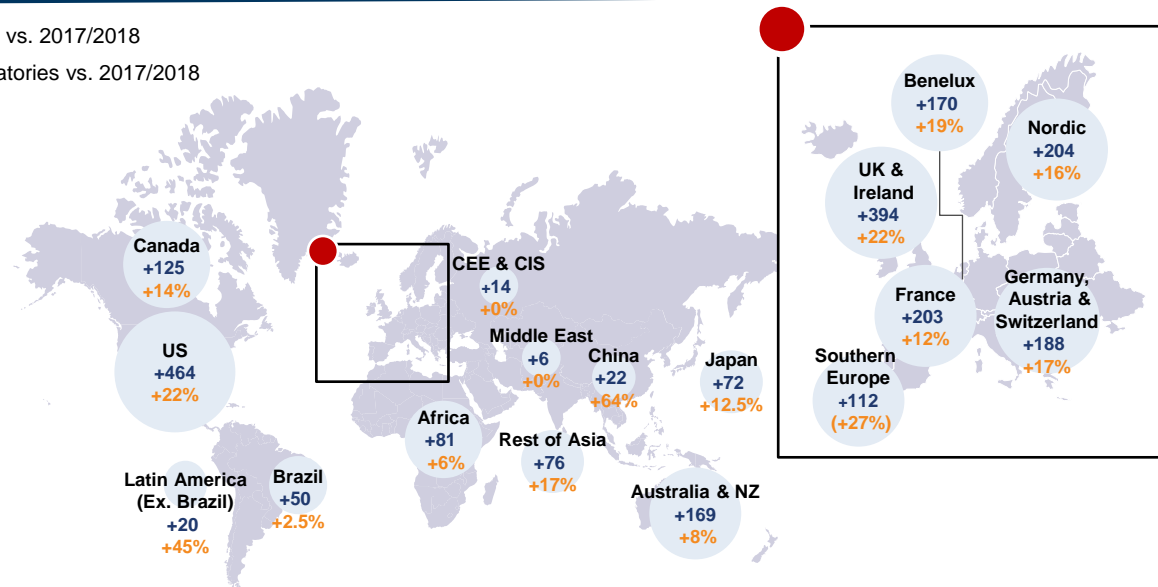 vs. 2017/2018
vs. 2017/2018
Canada
+125
+14%
US
+464
+22%
Latin America
(Ex. Brazil)
+20
+45%
Brazil
+50
+2.5%
CEE & CIS
+14
+0%
Middle East
+6
+0%
China
+22
+64%
Japan
+72
+12.5%
Africa
+81
+6%
Rest of Asia
+76
+17%
Australia & NZ
+169
+8%
Benelux
+170
+19%
Nordic
+204
+16%
UK &
Ireland
+394
+22%
France
+203
+12%
Germany,
Austria &
Switzerland
+188
+17%
Southern
Europe
+112
(+27%)